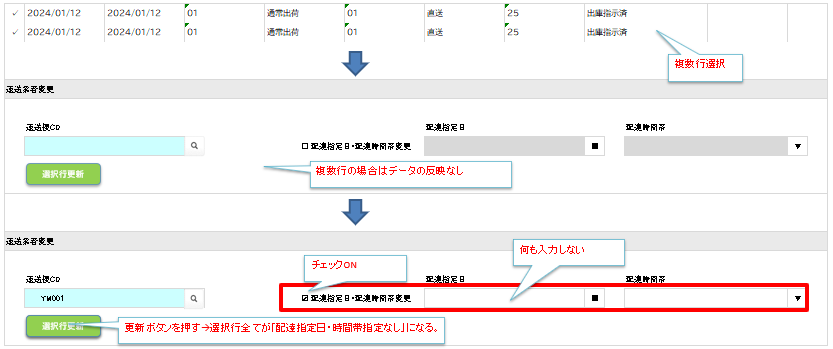 ✓ 2024/01/12 2024/01/12 01 通常出荷 01 直送 25 出庫指示済
✓ 2024/01/12 2024/01/12 01 通常出荷 01 直送 25 出庫指示済
複数行選択
運送業者変更
運送便CD 配達指定日 配達時間帯
配達指定日・配達時間帯変更
選択行更新
複数行の場合はデータの反映なし
運送業者変更
チェックON
何も入力しない
運送便CD 配達指定日 配達時間帯
YM001 配達指定日・配達時間帯変更
選択行更新
更新ボタンを押す→選択行全てが「配達指定日・時間帯指定なし」になる。